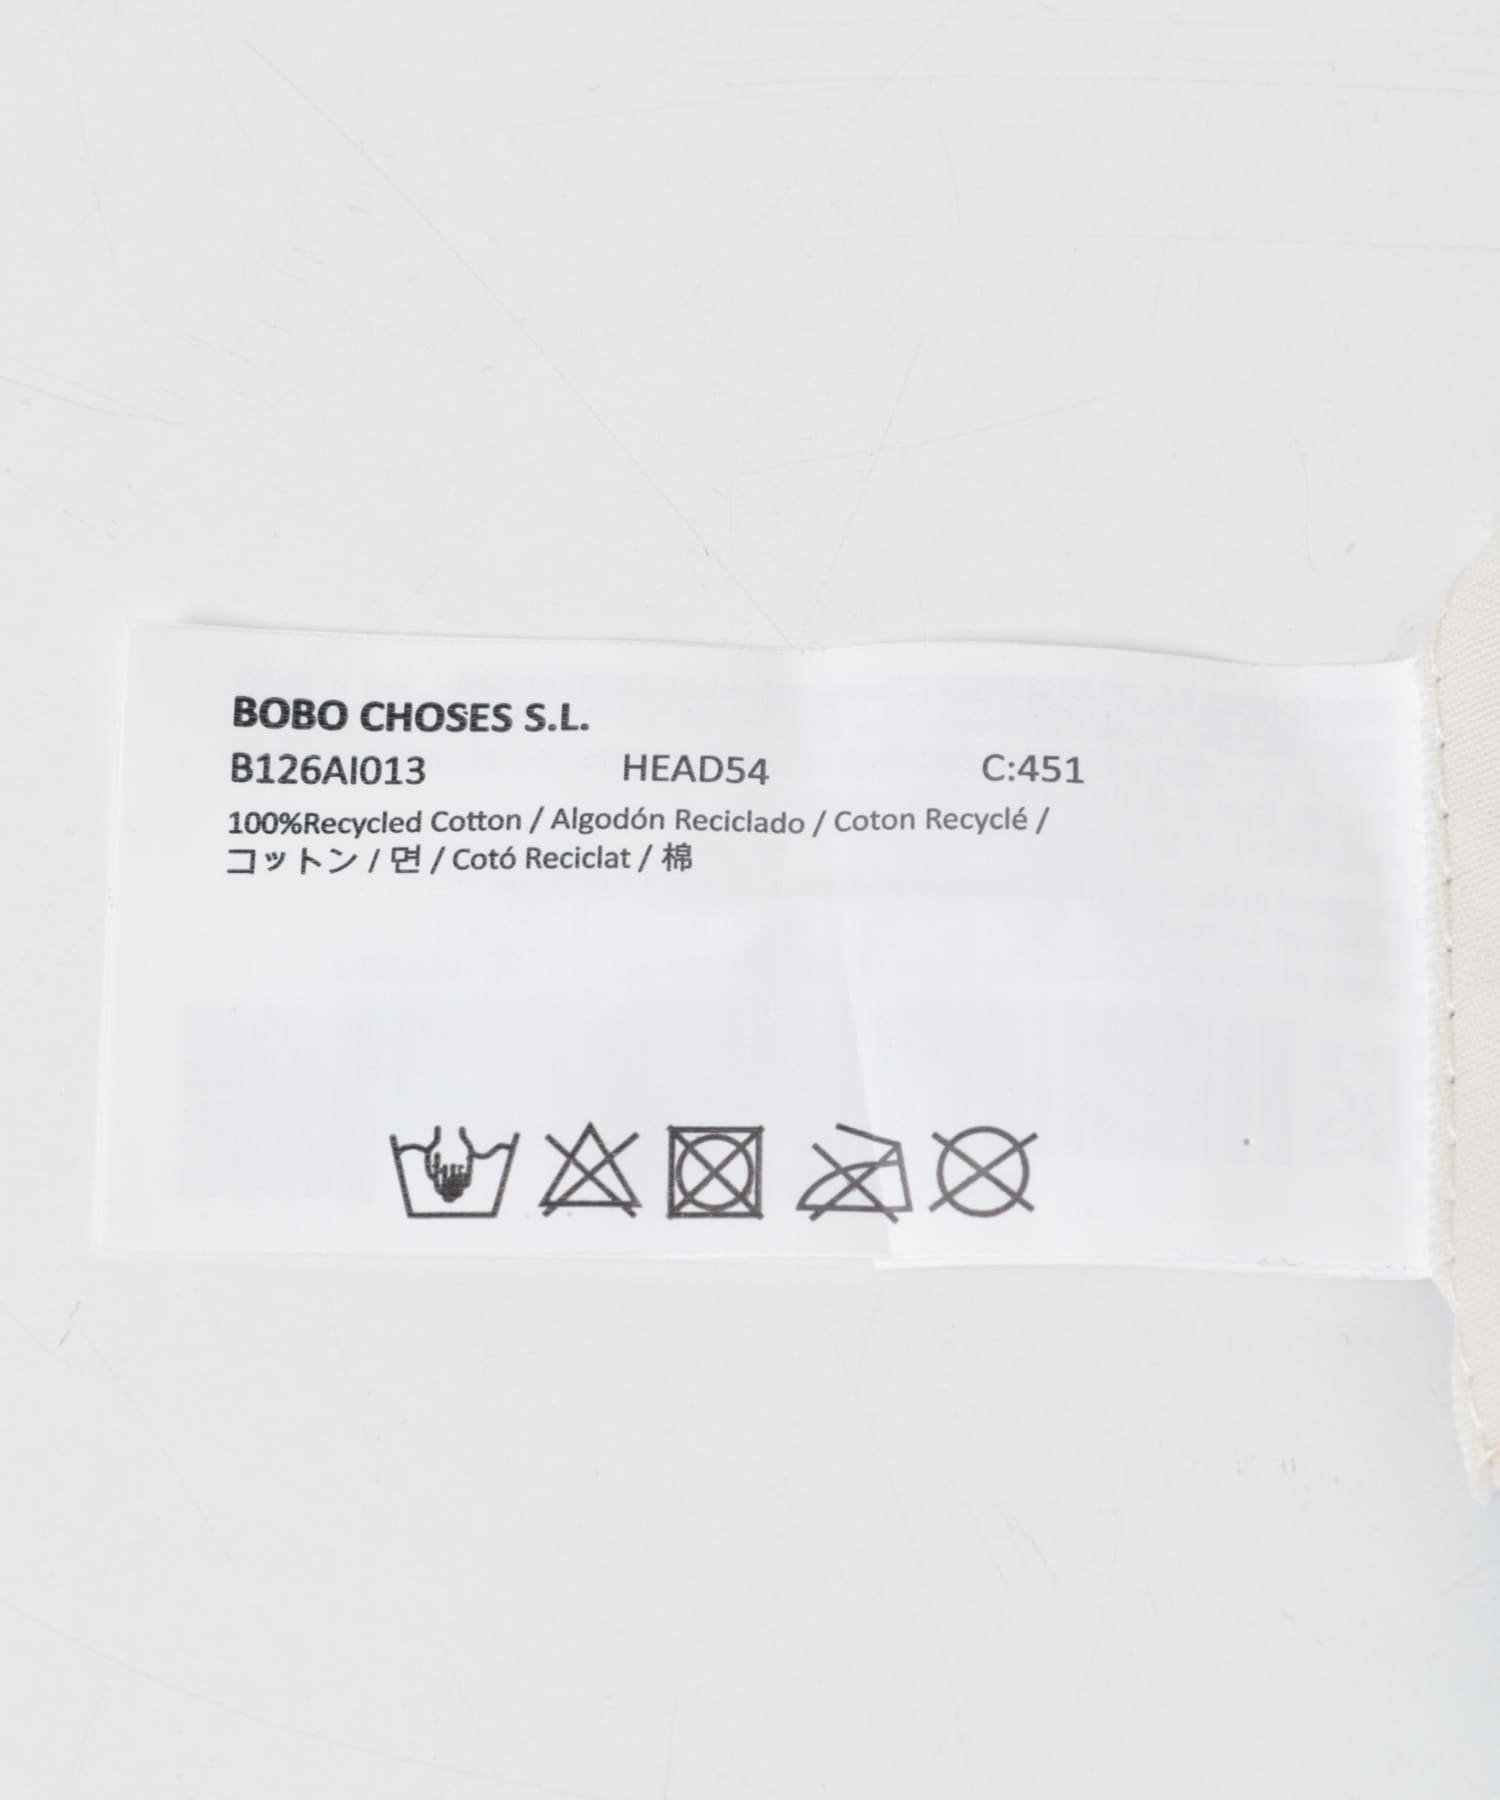 BOBO CHOSES S.L.
B126AI013 HEAD54 C:451
100%Recycled Cotton / Algodón Reciclado / Coton Recyclé /
コットン / 면 / Cotó Reciclat / 棉